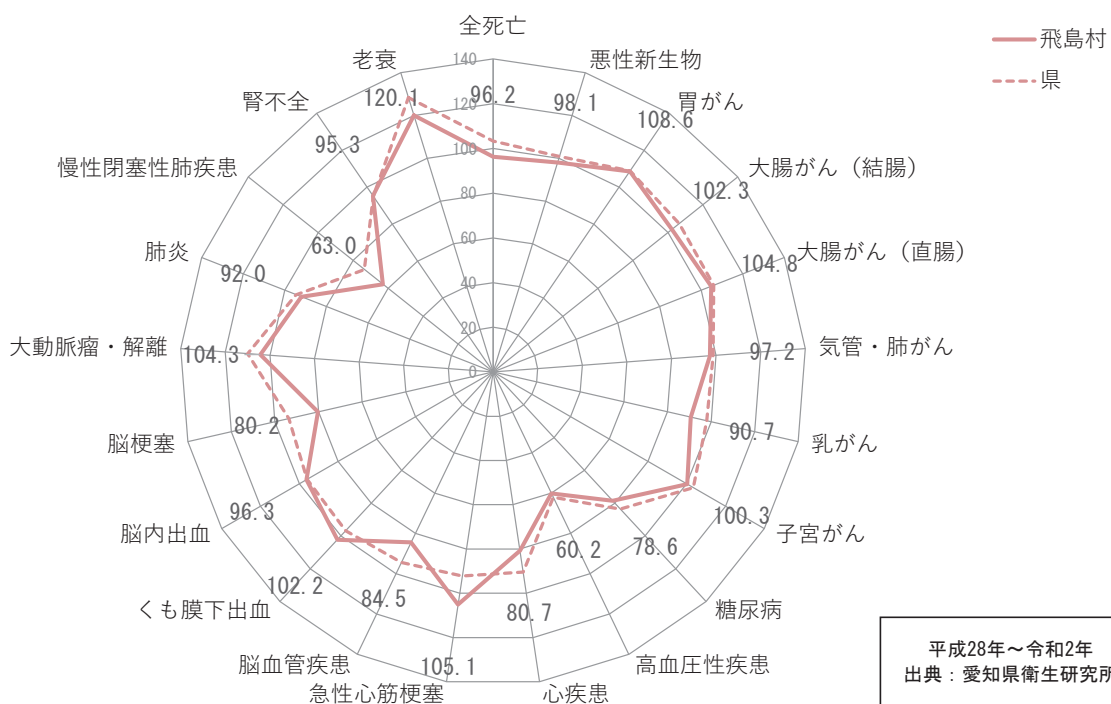 全死亡
飛島村
県
老衰
悪性新生物
140
腎不全
胃がん
120.1
120
96.2
98.1
108.6
95.3
慢性閉塞性肺疾患
大腸がん（結腸）
100
102.3
80
63.0
肺炎
大腸がん（直腸）
60
92.0
104.8
40
大動脈瘤・解離
104.3
20
97.2
気管・肺がん
0
脳梗塞
80.2
90.7
乳がん
脳内出血
96.3
100.3
子宮がん
くも膜下出血
102.2
84.5
60.2
78.6
糖尿病
80.7
脳血管疾患
105.1
高血圧性疾患
急性心筋梗塞
心疾患
平成28年～令和2年
出典：愛知県衛生研究所